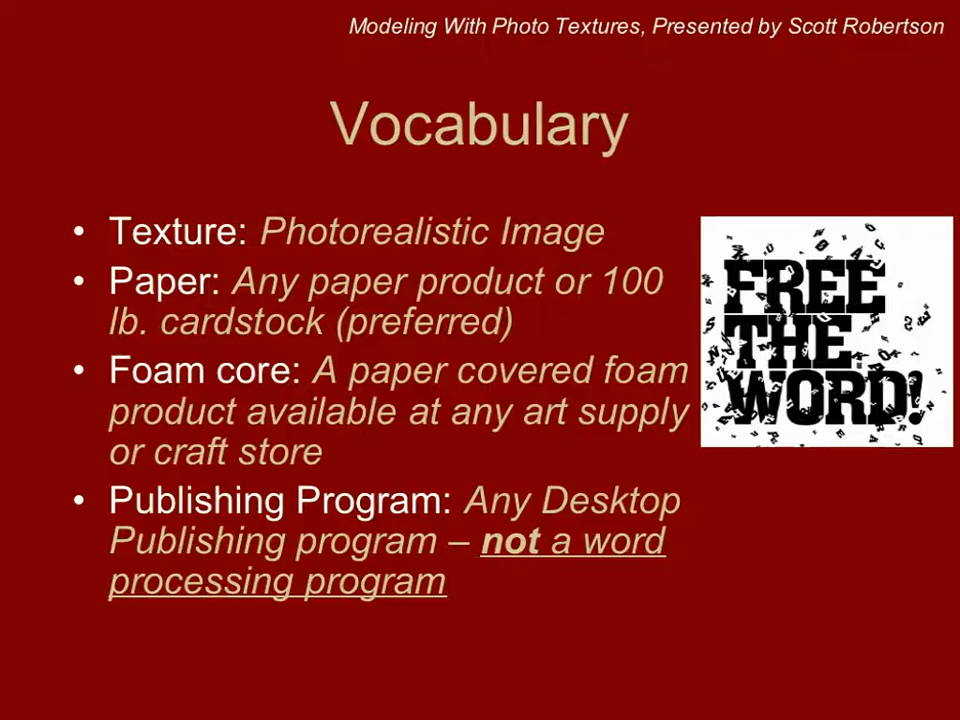 Modeling With Photo Textures, Presented by Scott Robertson
Vocabulary
• Texture: Photorealistic Image
• Paper: Any paper product or 100
lb. cardstock (preferred)
• Foam core: A paper covered foam
product available at any art supply
or craft store
• Publishing Program: Any Desktop
Publishing program – not a word
processing program
FREE
THE
WORD!